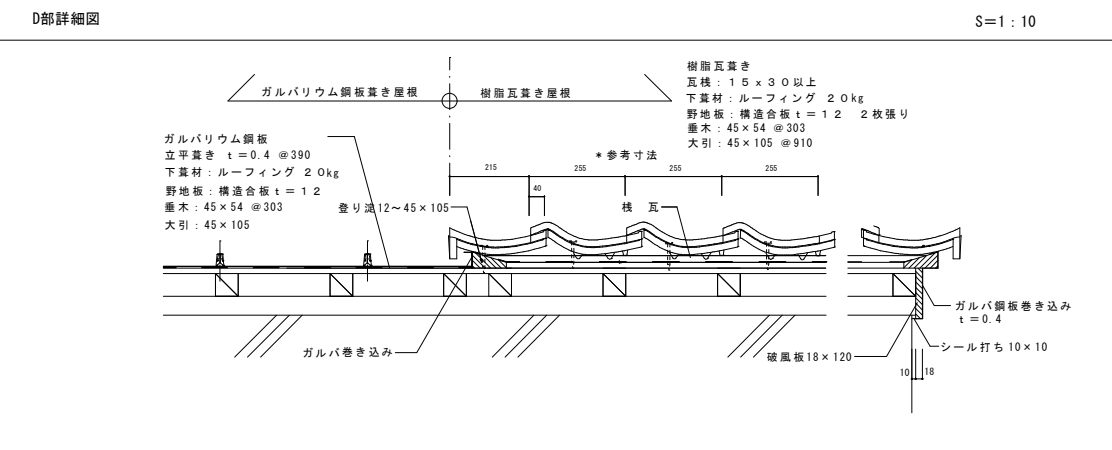 D部詳細図
S=1:10
ガルバリウム鋼板葺き屋根
樹脂瓦葺き屋根
樹脂瓦葺き
瓦桟：１５ｘ３０以上
下葺材：ルーフィング ２０kg
野地板：構造合板ｔ＝１２ ２枚張り
垂木：45×54 @303
大引：45×105 @910
ガルバリウム鋼板
立平葺き ｔ＝0.4 @390
下葺材：ルーフィング ２０kg
野地板：構造合板ｔ＝１２
垂木：45×54 @303
大引：45×105
＊参考寸法
215
255
255
255
40
登り淀12～45×105
桟 瓦
ガルバ巻き込み
ガルバ鋼板巻き込み
ｔ＝0.4
シール打ち10×10
破風板18×120
10
18